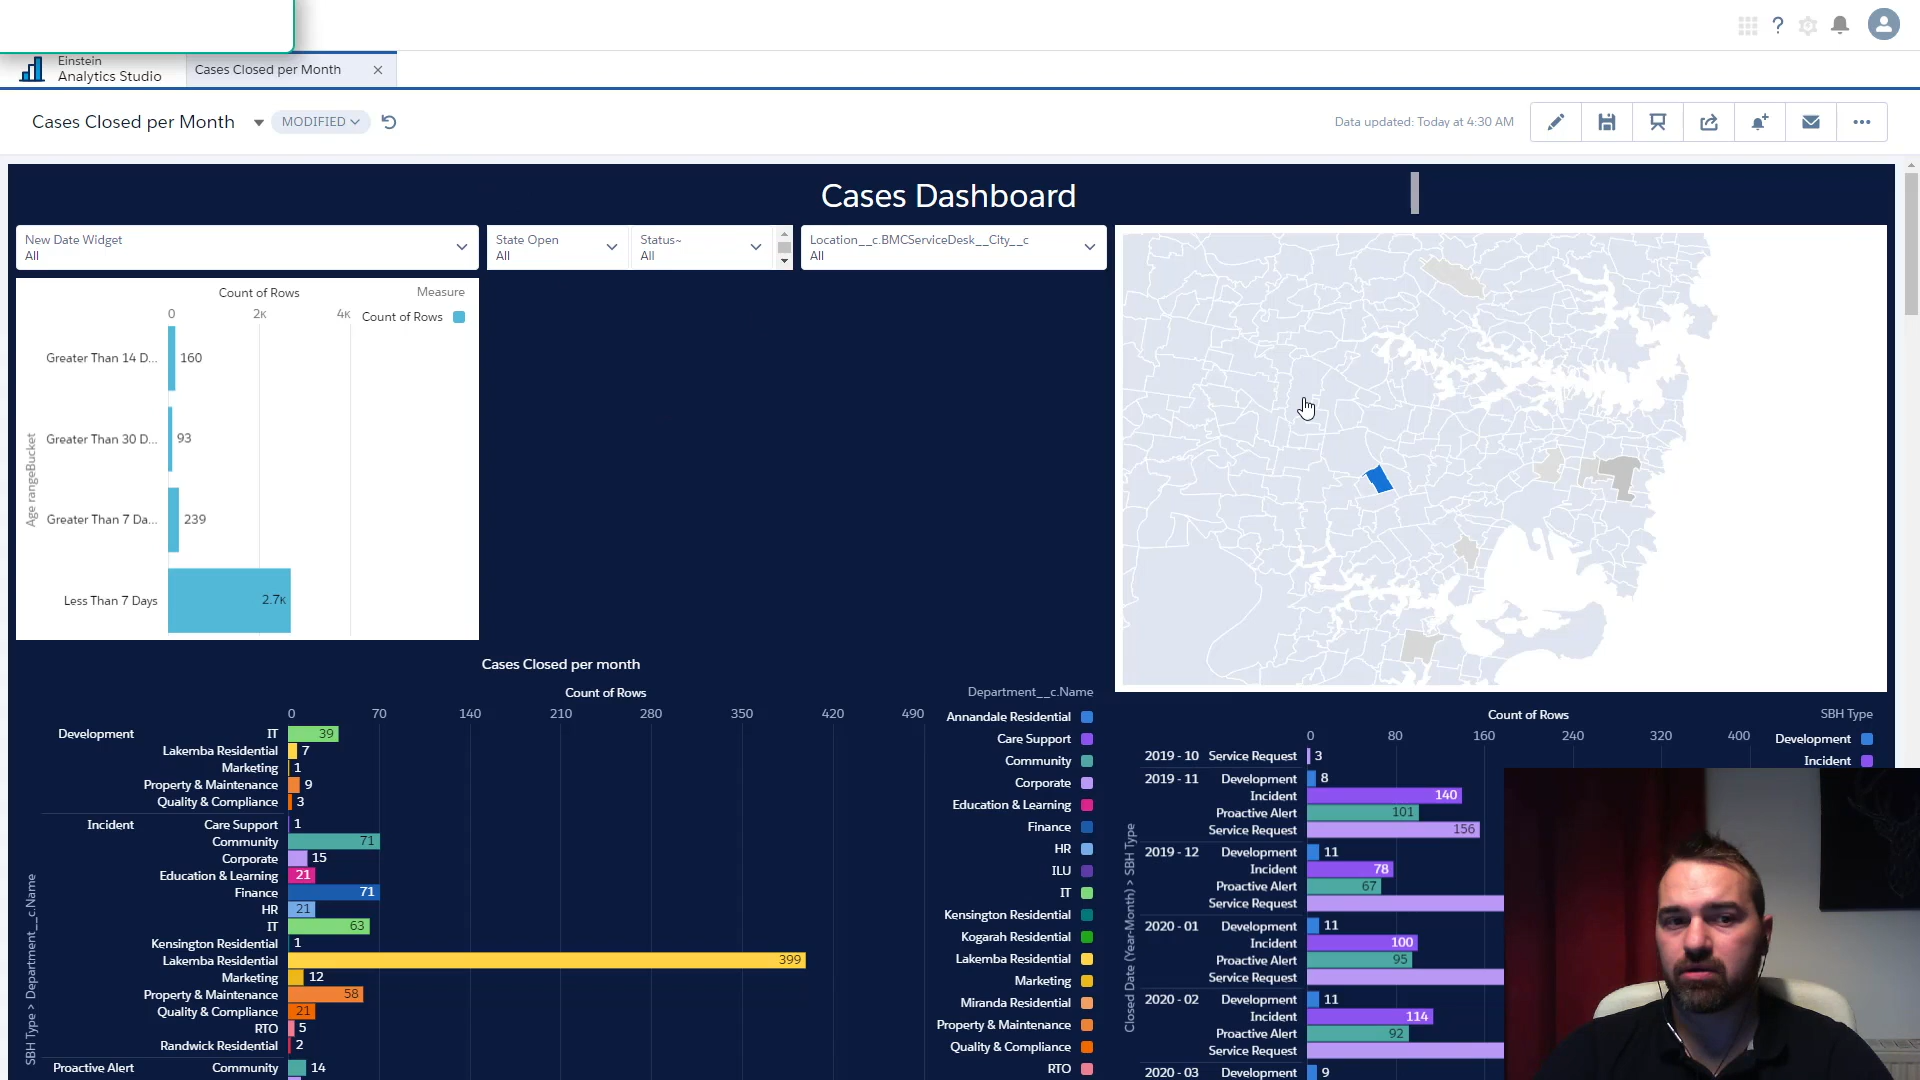 Einstein
Analytics Studio
Cases Closed per Month
Cases Closed per Month
MODIFIED
Data updated: Today at 4:30 AM
Cases Dashboard
New Date Widget
All
State Open
All
Status~
All
Location__c.BMCServiceDesk__City__c
All
Count of Rows
Measure
0 2K 4K
Count of Rows
Age rangeBucket
Greater Than 14 D... 160
Greater Than 30 D... 93
Greater Than 7 Da... 239
Less Than 7 Days 2.7K
Cases Closed per month
Count of Rows
0 70 140 210 280 350 420 490
SBH Type > Department__c.Name
Development IT 39
Lakemba Residential 7
Marketing 1
Property & Maintenance 9
Quality & Compliance 3
Incident Care Support 1
Community 71
Corporate 15
Education & Learning 21
Finance 71
HR 21
IT 63
Kensington Residential 1
Lakemba Residential 399
Marketing 12
Property & Maintenance 58
Quality & Compliance 21
RTO 5
Randwick Residential 2
Proactive Alert Community 14
Department__c.Name
Annandale Residential
Care Support
Community
Corporate
Education & Learning
Finance
HR
ILU
IT
Kensington Residential
Kogarah Residential
Lakemba Residential
Marketing
Miranda Residential
Property & Maintenance
Quality & Compliance
RTO
Count of Rows
SBH Type
0 80 160 240 320 400
Development
Incident
Closed Date (Year-Month) > SBH Type
2019 - 10 Service Request 3
2019 - 11 Development 8
Incident 140
Proactive Alert 101
Service Request 156
2019 - 12 Development 11
Incident 78
Proactive Alert 67
Service Request
2020 - 01 Development 11
Incident 100
Proactive Alert 95
Service Request
2020 - 02 Development 11
Incident 114
Proactive Alert 92
Service Request
2020 - 03 Development 9